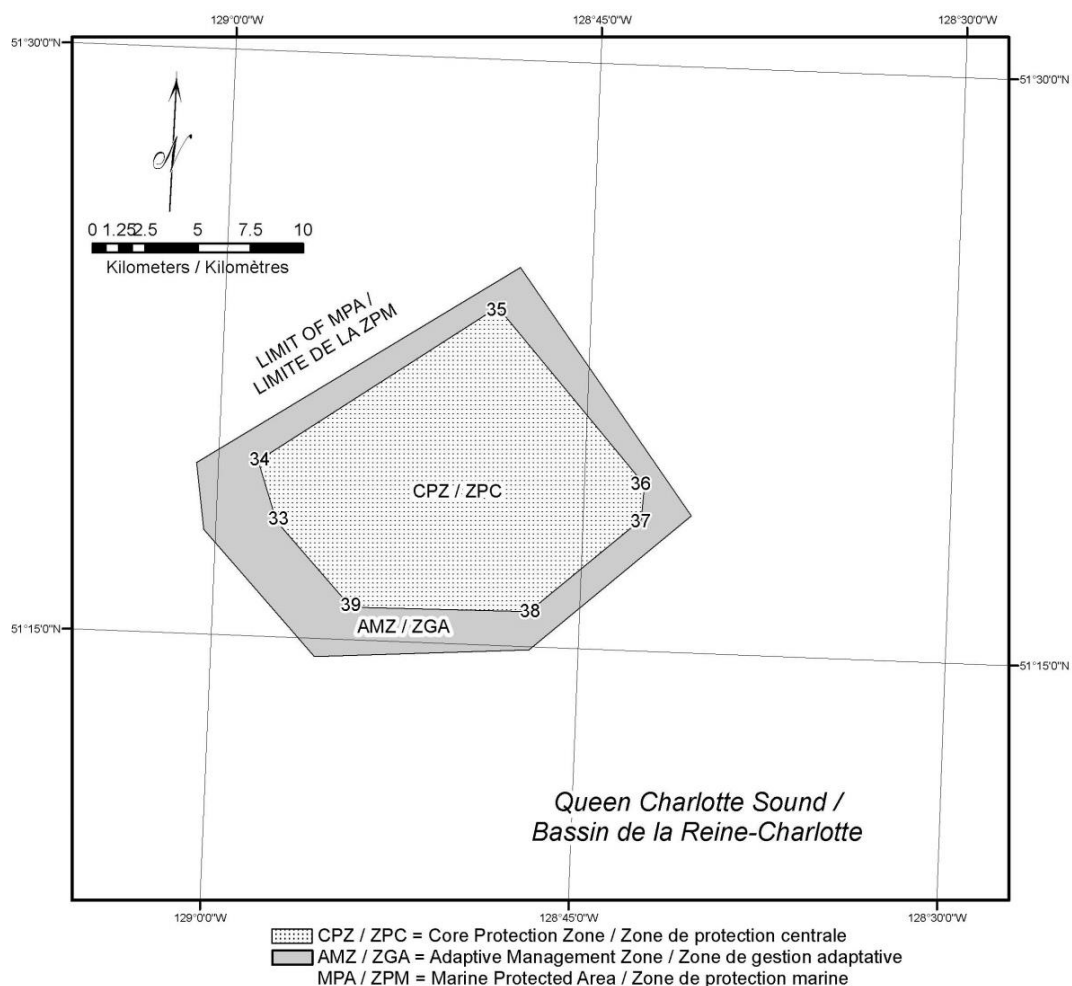 129°0'0"W 128°45'0"W 128°30'0"W
51°30'0"N
51°30'0"N
N
0 1.25 2.5 5 7.5 10
Kilometers / Kilomètres
LIMIT OF MPA /
LIMITE DE LA ZPM
35
34
36
CPZ / ZPC
33
37
39
38
AMZ / ZGA
51°15'0"N
51°15'0"N
Queen Charlotte Sound /
Bassin de la Reine-Charlotte
129°0'0"W 128°45'0"W 128°30'0"W
CPZ / ZPC = Core Protection Zone / Zone de protection centrale
AMZ / ZGA = Adaptive Management Zone / Zone de gestion adaptative
MPA / ZPM = Marine Protected Area / Zone de protection marine